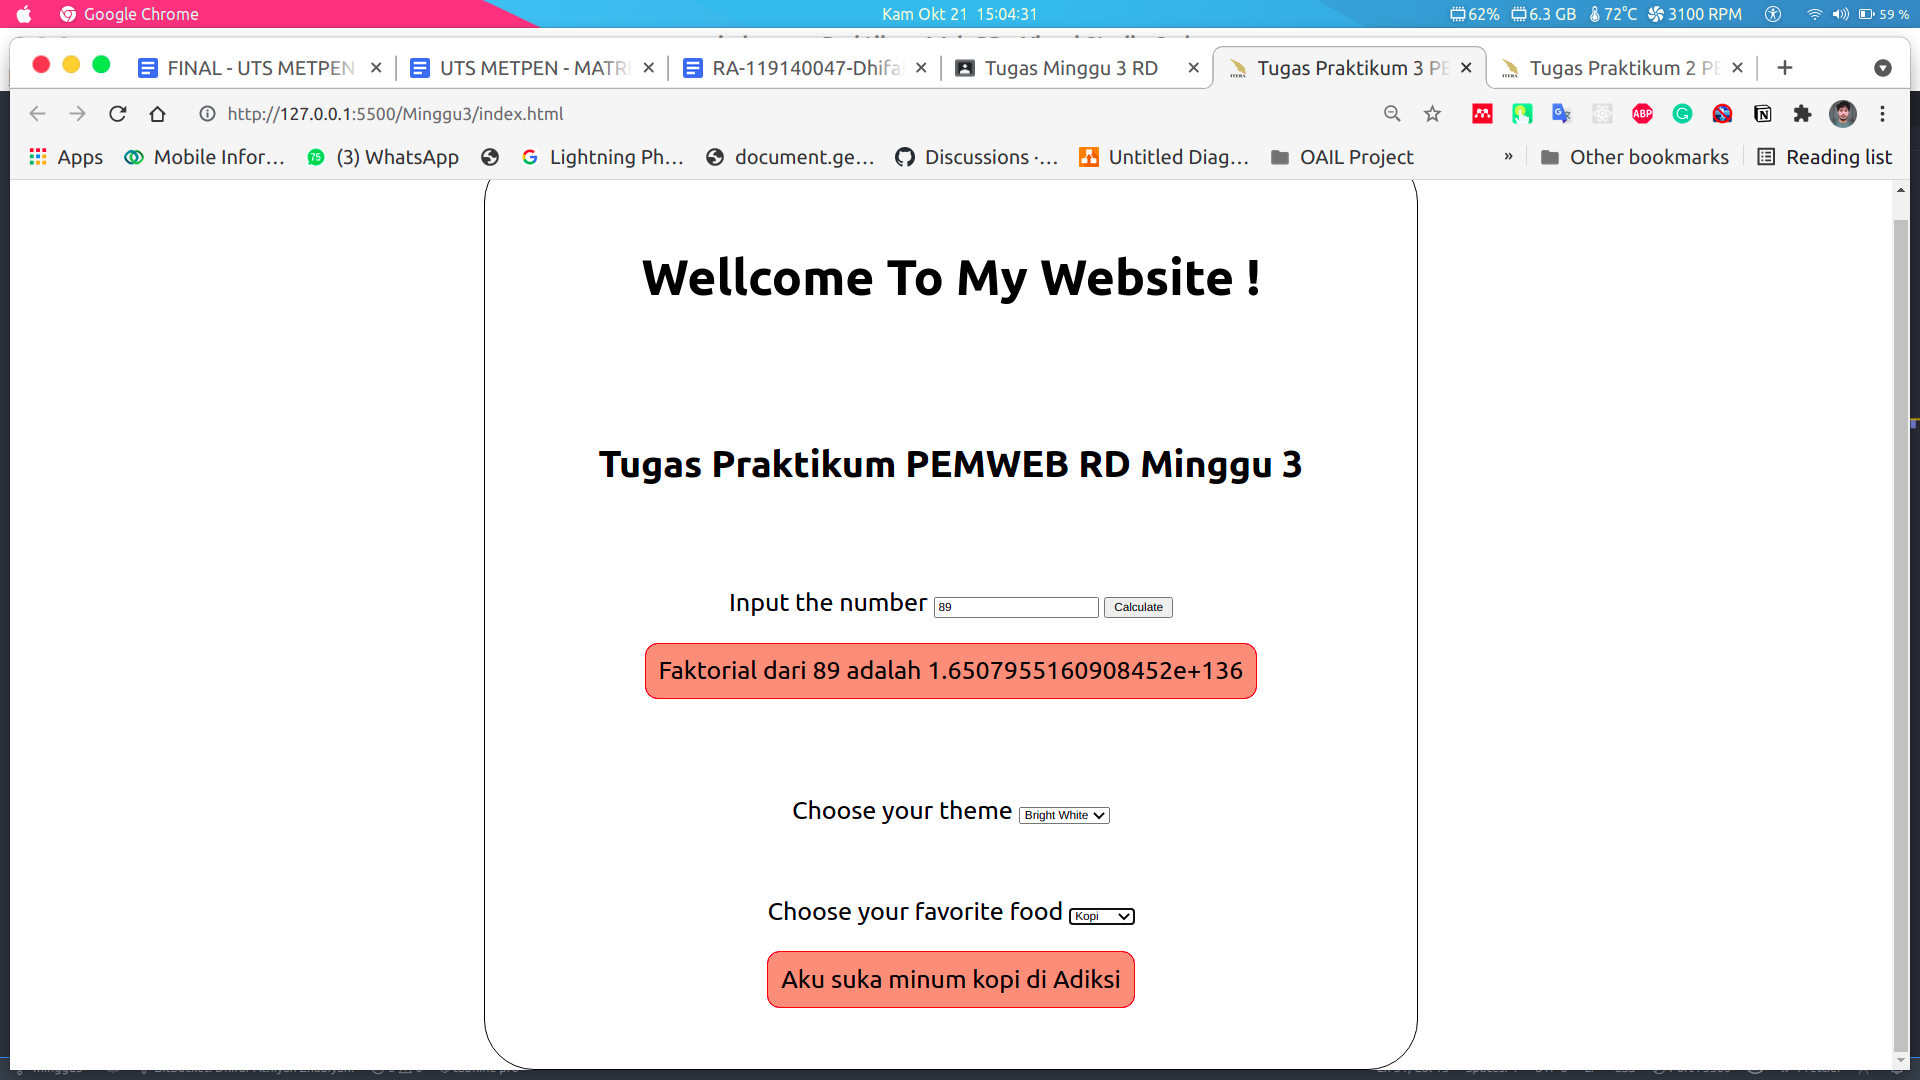 Google Chrome
Kam Okt 21 15:04:31
62% 6.3 GB 72°C 3100 RPM 59 %
FINAL - UTS METPEN
UTS METPEN - MATRI
RA-119140047-Dhifa
Tugas Minggu 3 RD
Tugas Praktikum 3 PE
Tugas Praktikum 2 PE
http://127.0.0.1:5500/Minggu3/index.html
ABP
Apps
Mobile Infor...
75
(3) WhatsApp
Lightning Ph...
document.ge...
Discussions ·...
Untitled Diag...
OAIL Project
»
Other bookmarks
Reading list
Wellcome To My Website !
Tugas Praktikum PEMWEB RD Minggu 3
Input the number 89 Calculate
Faktorial dari 89 adalah 1.6507955160908452e+136
Choose your theme Bright White
Choose your favorite food Kopi
Aku suka minum kopi di Adiksi